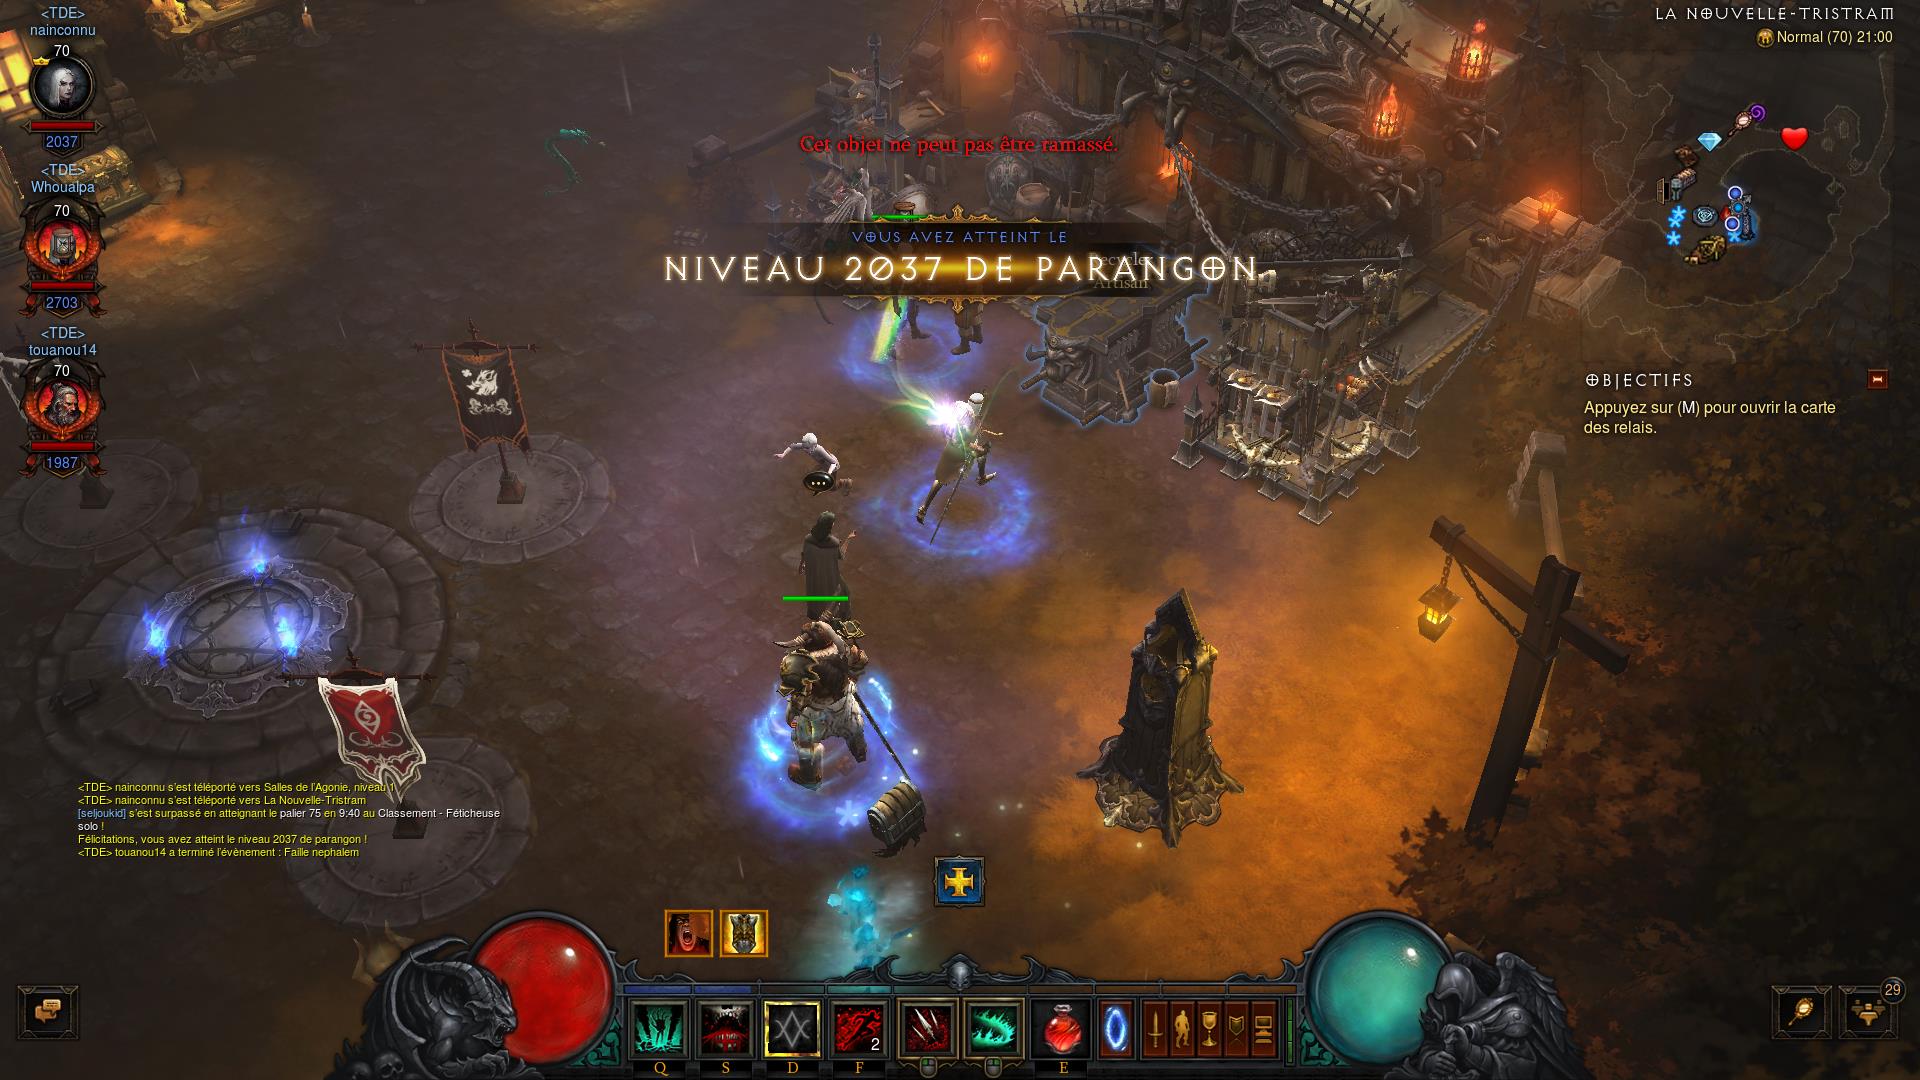 <TDE>
nainconnu
70
2037
<TDE>
Whoualpa
70
2703
<TDE>
touanou14
70
1987
LA NOUVELLE-TRISTRAM
Normal (70) 21:00
Cet objet ne peut pas être ramassé.
VOUS AVEZ ATTEINT LE
NIVEAU 2037 DE PARANGON
Recycle
Artisan
OBJECTIFS
Appuyez sur (M) pour ouvrir la carte
des relais.
<TDE> nainconnu s'est téléporté vers Salles de l'Agonie, niveau 1
<TDE> nainconnu s'est téléporté vers La Nouvelle-Tristram
[seljoukid] s'est surpassé en atteignant le palier 75 en 9:40 au Classement - Féticheuse
solo !
Félicitations, vous avez atteint le niveau 2037 de parangon !
<TDE> touanou14 a terminé l'évènement : Faille nephalem
2
29
Q
S
D
F
E